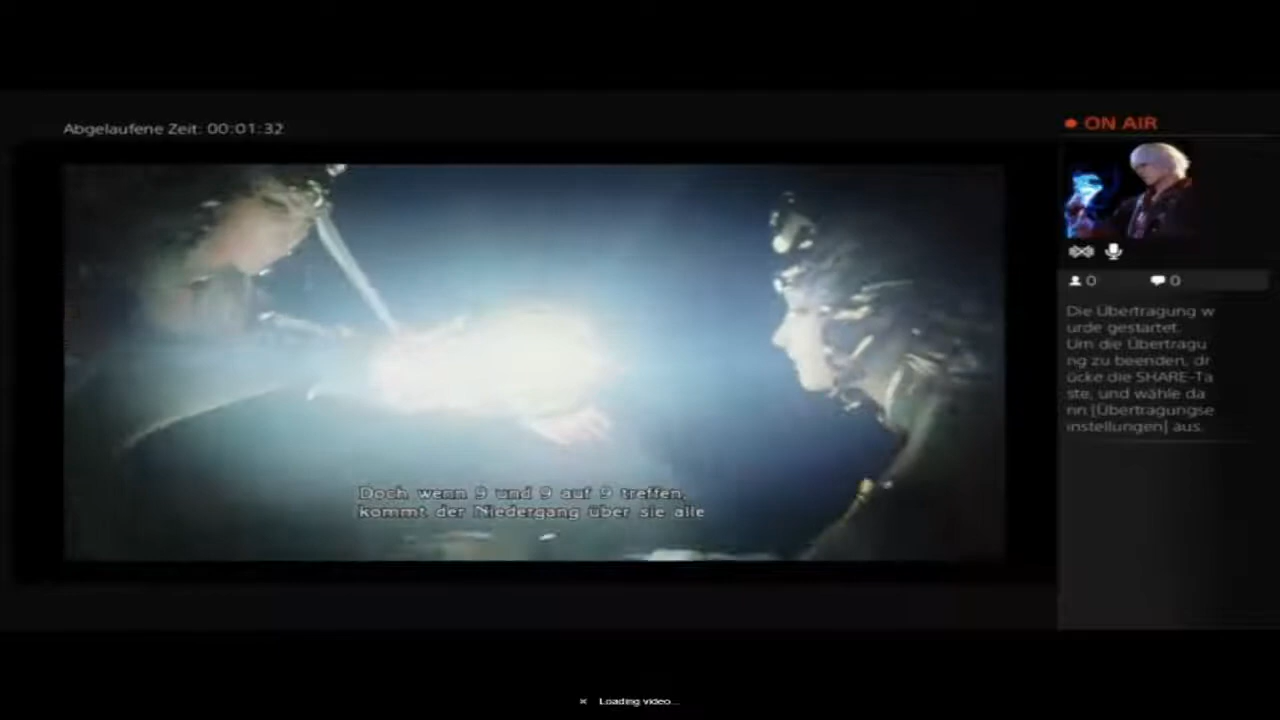 Abgelaufene Zeit: 00:01:32
ON AIR
0 0
Die Übertragung w
urde gestartet.
Um die Übertragu
ng zu beenden, dr
ücke die SHARE-Ta
ste, und wähle da
nn [Übertragungse
instellungen] aus.
Doch wenn 9 und 9 auf 9 treffen,
kommt der Niedergang über sie alle
Loading video...